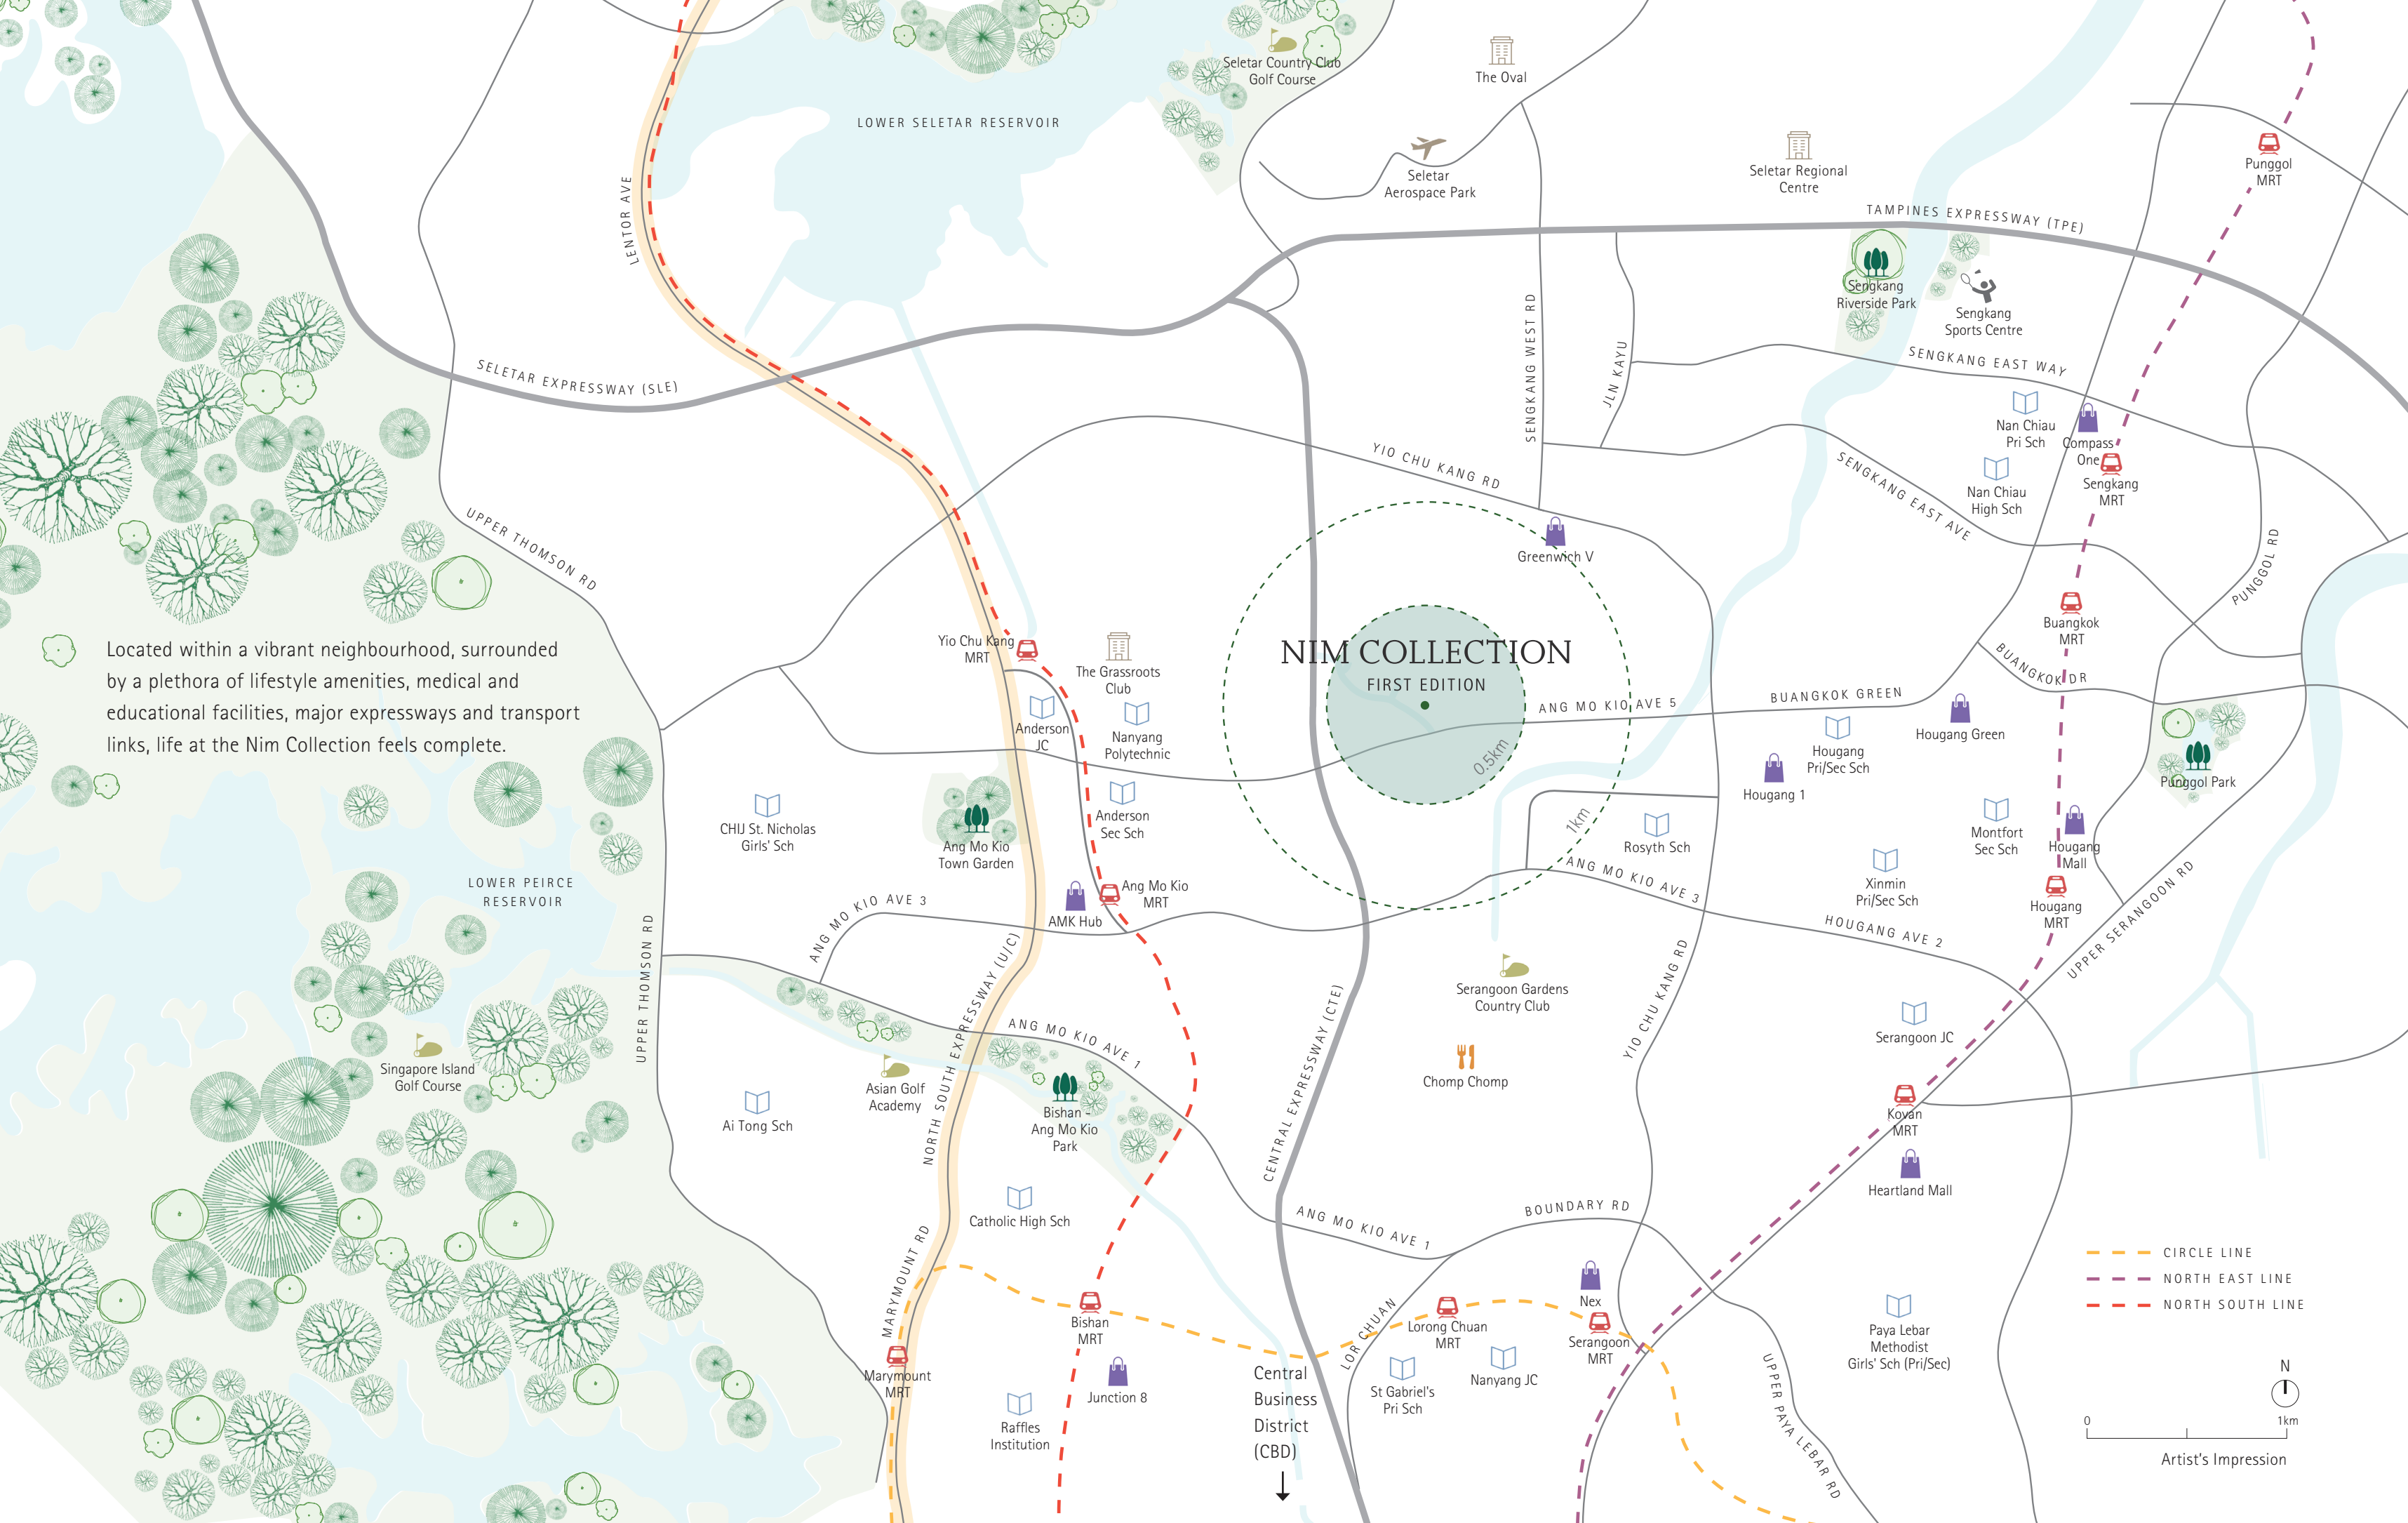 Seletar Country Club
Golf Course
The Oval
LOWER SELETAR RESERVOIR
LENTOR AVE
Seletar
Aerospace Park
Seletar Regional
Centre
Punggol
MRT
TAMPINES EXPRESSWAY (TPE)
Sengkang
Riverside Park
Sengkang
Sports Centre
SELETAR EXPRESSWAY (SLE)
SENGKANG WEST RD
JLN KAYU
SENGKANG EAST WAY
Nan Chiau
Pri Sch
Compass
One
YIO CHU KANG RD
SENGKANG EAST AVE
Nan Chiau
High Sch
Sengkang
MRT
UPPER THOMSON RD
Greenwich V
PUNGGOL RD
Buangkok
MRT
Located within a vibrant neighbourhood, surrounded
by a plethora of lifestyle amenities, medical and
educational facilities, major expressways and transport
links, life at the Nim Collection feels complete.
Yio Chu Kang
MRT
The Grassroots
Club
NIM COLLECTION
FIRST EDITION
BUANGKOK DR
BUANGKOK GREEN
ANG MO KIO AVE 5
Anderson
JC
Nanyang
Polytechnic
0.5km
Hougang Green
Hougang
Pri/Sec Sch
Hougang 1
Punggol Park
CHIJ St. Nicholas
Girls' Sch
Ang Mo Kio
Town Garden
Anderson
Sec Sch
1km
Rosyth Sch
Montfort
Sec Sch
Hougang
Mall
LOWER PEIRCE
RESERVOIR
ANG MO KIO AVE 3
AMK Hub
Ang Mo Kio
MRT
ANG MO KIO AVE 3
Xinmin
Pri/Sec Sch
Hougang
MRT
HOUGANG AVE 2
UPPER SERANGOON RD
UPPER THOMSON RD
NORTH SOUTH EXPRESSWAY (U/C)
Serangoon Gardens
Country Club
YIO CHU KANG RD
CENTRAL EXPRESSWAY (CTE)
Serangoon JC
Singapore Island
Golf Course
ANG MO KIO AVE 1
Asian Golf
Academy
Chomp Chomp
Bishan -
Ang Mo Kio
Park
Ai Tong Sch
Kovan
MRT
Heartland Mall
Catholic High Sch
ANG MO KIO AVE 1
BOUNDARY RD
MARYMOUNT RD
CIRCLE LINE
NORTH EAST LINE
NORTH SOUTH LINE
Bishan
MRT
LOR CHUAN
Lorong Chuan
MRT
Nex
Serangoon
MRT
Paya Lebar
Methodist
Girls' Sch (Pri/Sec)
Marymount
MRT
Junction 8
Central
Business
District
(CBD)
St Gabriel's
Pri Sch
Nanyang JC
UPPER PAYA LEBAR RD
Raffles
Institution
N
0
1km
Artist's Impression